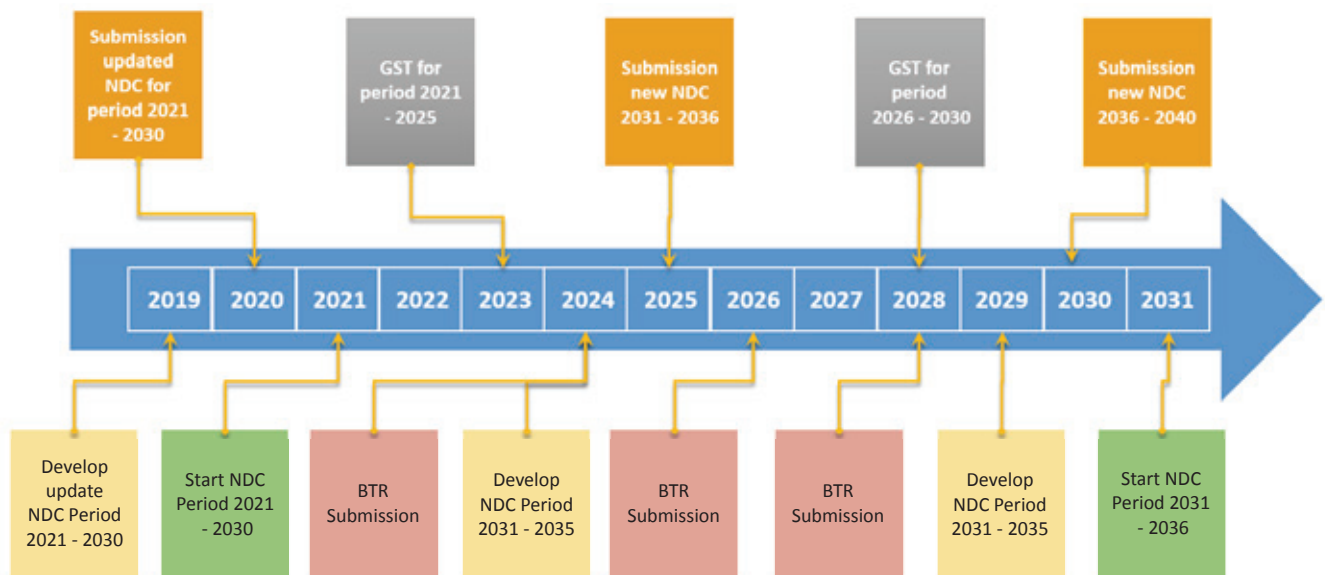 Submission
updated
NDC for
period 2021
- 2030
GST for
period 2021
- 2025
Submission
new NDC
2031 - 2036
GST for
period
2026 - 2030
Submission
new NDC
2036 - 2040
2019 2020 2021 2022 2023 2024 2025 2026 2027 2028 2029 2030 2031
Develop
update
NDC Period
2021 - 2030
Start NDC
Period 2021
- 2030
BTR
Submission
Develop
NDC Period
2031 - 2035
BTR
Submission
BTR
Submission
Develop
NDC Period
2031 - 2035
Start NDC
Period 2031
- 2036